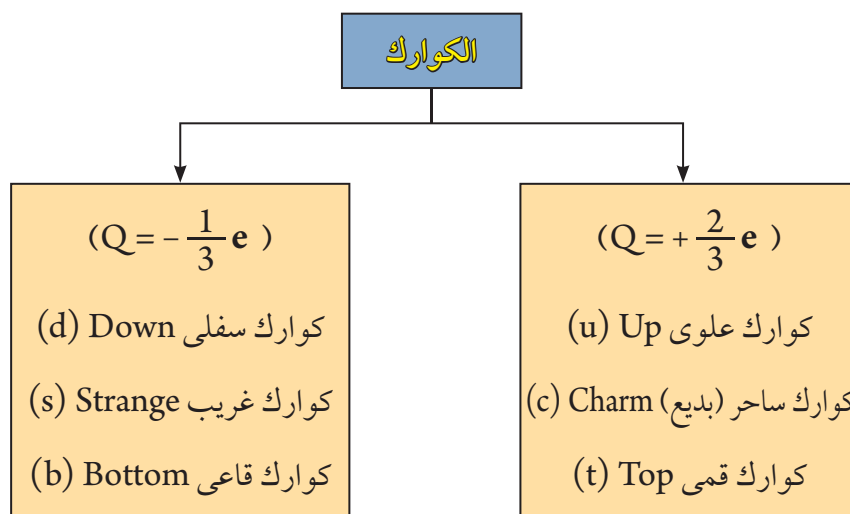 الكوارك
(Q = + 2/3 e )
كوارك علوى Up (u)
كوارك ساحر (بديع) Charm (c)
كوارك قمى Top (t)
(Q = − 1/3 e )
كوارك سفلى Down (d)
كوارك غريب Strange (s)
كوارك قاعى Bottom (b)